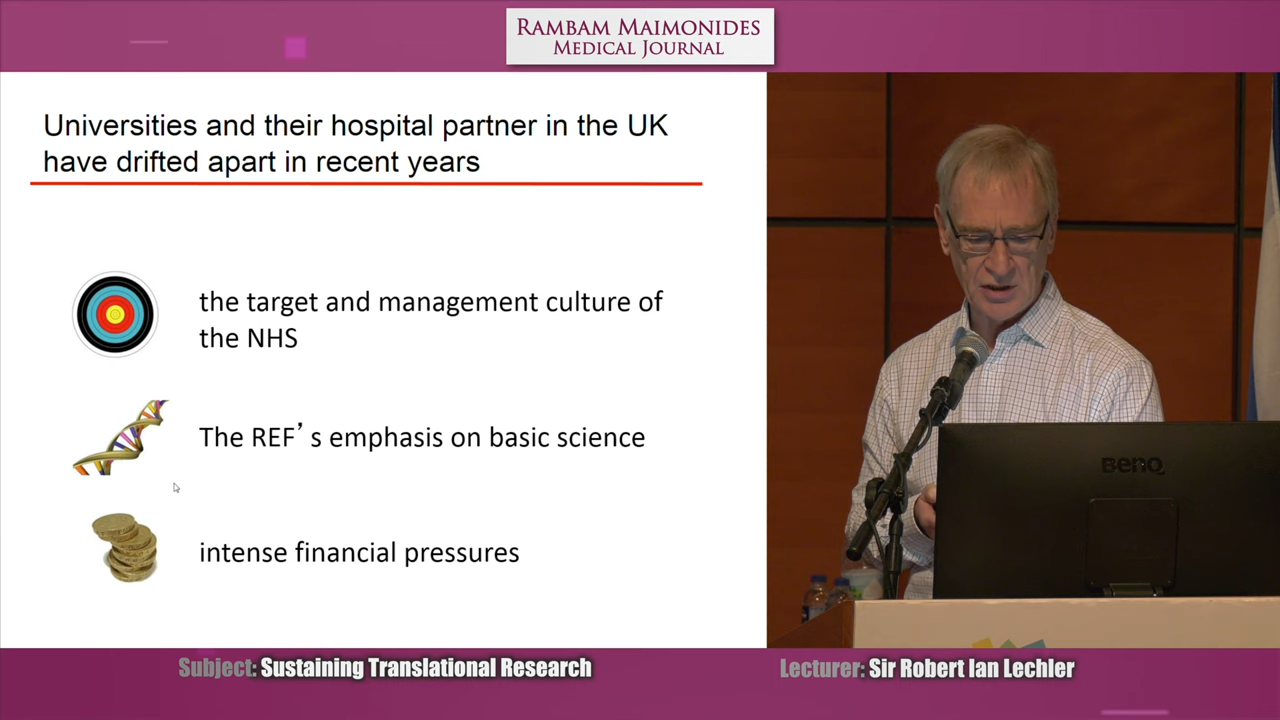 RAMBAM MAIMONIDES
MEDICAL JOURNAL
Universities and their hospital partner in the UK
have drifted apart in recent years
the target and management culture of
the NHS
The REF’s emphasis on basic science
intense financial pressures
BenQ
Subject: Sustaining Translational Research
Lecturer: Sir Robert Ian Lechler